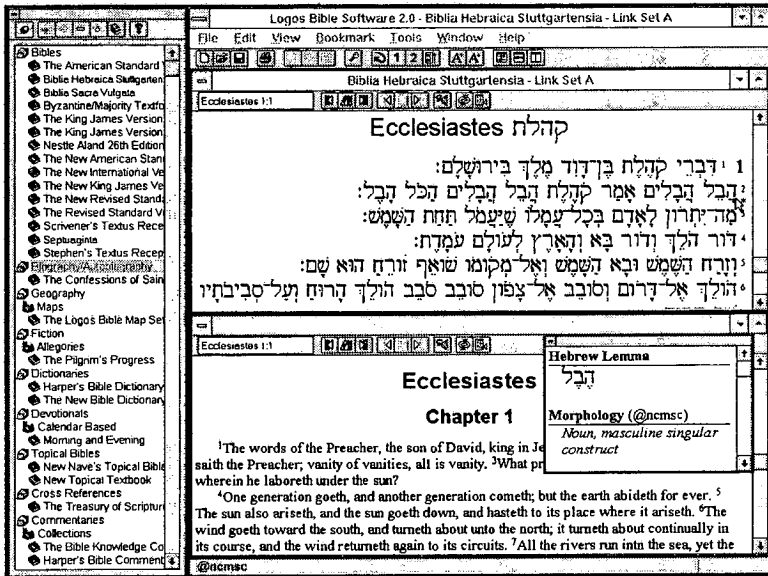 Bibles
The American Standard
Biblia Hebraica Stuttgarten
Biblia Sacra Vulgata
Byzantine/Majority Textfo
The King James Version
The King James Version
Nestle Aland 26th Edition
The New American Stan
The New International Ve
The New King James Ve
The New Revised Standa
The Revised Standard V
Scrivener's Textus Rece
Septuaginta
Stephen's Textus Recep
Biography/Autobiography
The Confessions of Sain
Geography
Maps
The Logos Bible Map Set
Fiction
Allegories
The Pilgrim's Progress
Dictionaries
Harper's Bible Dictionary
The New Bible Dictionary
Devotionals
Calendar Based
Morning and Evening
Topical Bibles
New Nave's Topical Bible
New Topical Textbook
Cross References
The Treasury of Scriptur
Commentaries
Collections
The Bible Knowledge Co
Harper's Bible Comment
Logos Bible Software 2.0 - Biblia Hebraica Stuttgartensia - Link Set A
File Edit View Bookmark Tools Window Help
Biblia Hebraica Stuttgartensia - Link Set A
Ecclesiastes 1:1
Ecclesiastes קהלת
1 ¹ דִּבְרֵי קֹהֶלֶת בֶּן־דָּוִד מֶלֶךְ בִּירוּשָׁלָםִ׃
² הֲבֵל הֲבָלִים אָמַר קֹהֶלֶת הֲבֵל הֲבָלִים הַכֹּל הָבֶל׃
³ מַה־יִּתְרוֹן לָאָדָם בְּכָל־עֲמָלוֹ שֶׁיַּעֲמֹל תַּחַת הַשָּׁמֶשׁ׃
⁴ דּוֹר הֹלֵךְ וְדוֹר בָּא וְהָאָרֶץ לְעוֹלָם עֹמָדֶת׃
⁵ וְזָרַח הַשֶּׁמֶשׁ וּבָא הַשָּׁמֶשׁ וְאֶל־מְקוֹמוֹ שׁוֹאֵף זוֹרֵחַ הוּא שָׁם׃
⁶ הוֹלֵךְ אֶל־דָּרוֹם וְסוֹבֵב אֶל־צָפוֹן סוֹבֵב סֹבֵב הוֹלֵךְ הָרוּחַ וְעַל־סְבִיבֹתָיו
Ecclesiastes 1:1
Ecclesiastes
Chapter 1
¹The words of the Preacher, the son of David, king in Je
saith the Preacher; vanity of vanities, all is vanity. ³What pr
wherein he laboreth under the sun?
⁴One generation goeth, and another generation cometh; but the earth abideth for ever. ⁵
The sun also ariseth, and the sun goeth down, and hasteth to its place where it ariseth. ⁶The
wind goeth toward the south, and turneth about unto the north; it turneth about continually in
its course, and the wind returneth again to its circuits. ⁷All the rivers run into the sea, yet the
Hebrew Lemma
הֶבֶל
Morphology (@ncmsc)
Noun, masculine singular
construct
@ncmsc